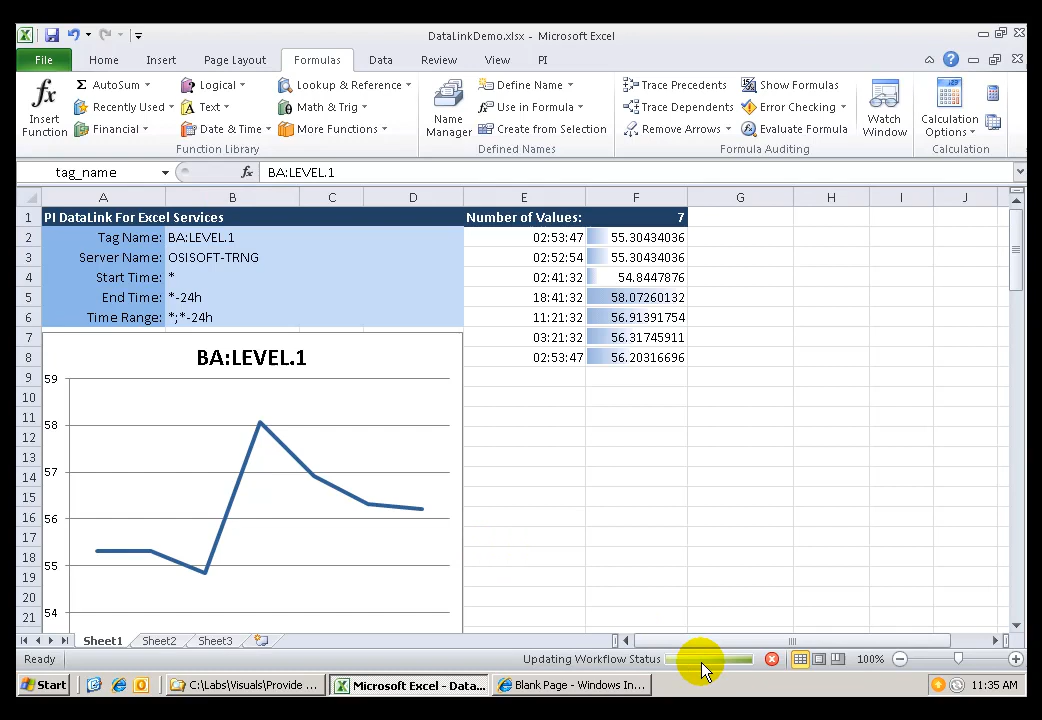 DataLinkDemo.xlsx - Microsoft Excel
File Home Insert Page Layout Formulas Data Review View PI
Insert Function
Σ AutoSum
Recently Used
Financial
Logical
Text
Date & Time
Lookup & Reference
Math & Trig
More Functions
Function Library
Name Manager
Define Name
Use in Formula
Create from Selection
Defined Names
Trace Precedents
Trace Dependents
Remove Arrows
Show Formulas
Error Checking
Evaluate Formula
Formula Auditing
Watch Window
Calculation Options
Calculation
tag_name fx BA:LEVEL.1
A B C D E F G H I J
1 PI DataLink For Excel Services Number of Values: 7
2 Tag Name: BA:LEVEL.1 02:53:47 55.30434036
3 Server Name: OSISOFT-TRNG 02:52:54 55.30434036
4 Start Time: * 02:41:32 54.8447876
5 End Time: *-24h 18:41:32 58.07260132
6 Time Range: *;*-24h 11:21:32 56.91391754
7 03:21:32 56.31745911
8 02:53:47 56.20316696
BA:LEVEL.1
9
10
11
12
13
14
15
16
17
18
19
20
21
59
58
57
56
55
54
Sheet1 Sheet2 Sheet3
Ready Updating Workflow Status 100%
Start C:\Labs\Visuals\Provide ... Microsoft Excel - Data... Blank Page - Windows In... 11:35 AM